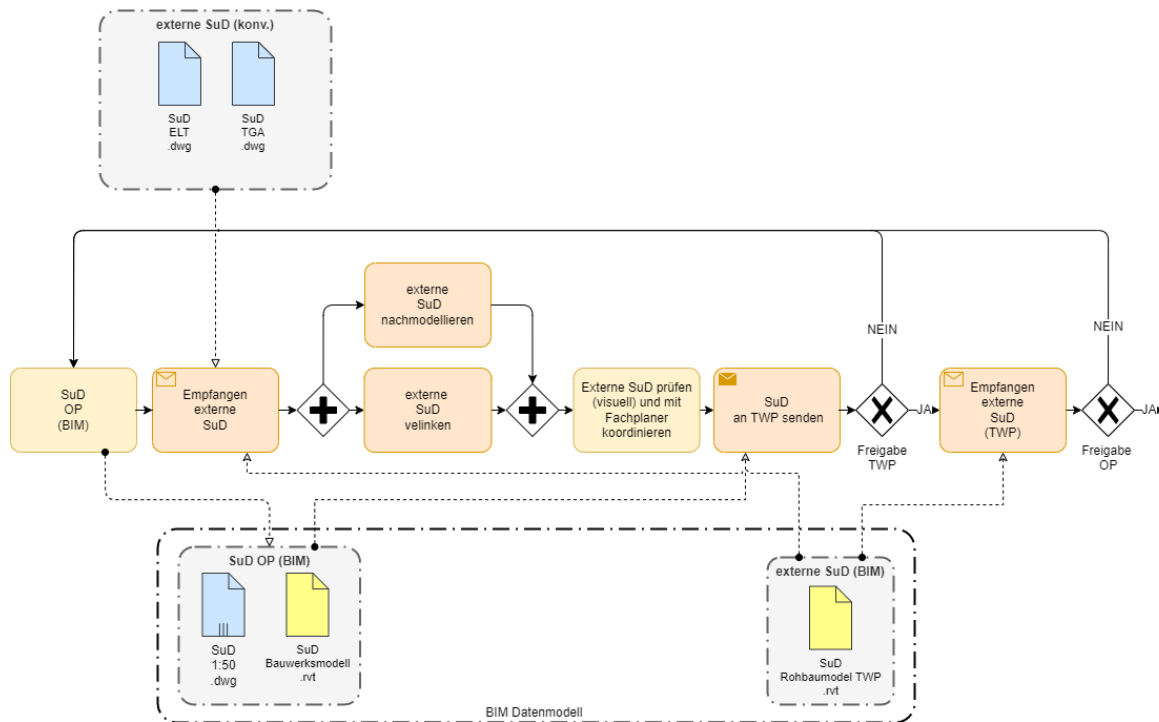 externe SuD (konv.)
SuD
ELT
.dwg
SuD
TGA
.dwg
externe
SuD
nachmodellieren
NEIN
NEIN
SuD
OP
(BIM)
Empfangen
externe
SuD
externe
SuD
velinken
Externe SuD prüfen
(visuell) und mit
Fachplaner
koordinieren
SuD
an TWP senden
JA
Freigabe
TWP
Empfangen
externe
SuD
(TWP)
JA
Freigabe
OP
SuD OP (BIM)
SuD
1:50
.dwg
SuD
Bauwerksmodell
.rvt
externe SuD (BIM)
SuD
Rohbaumodel TWP
.rvt
BIM Datenmodell